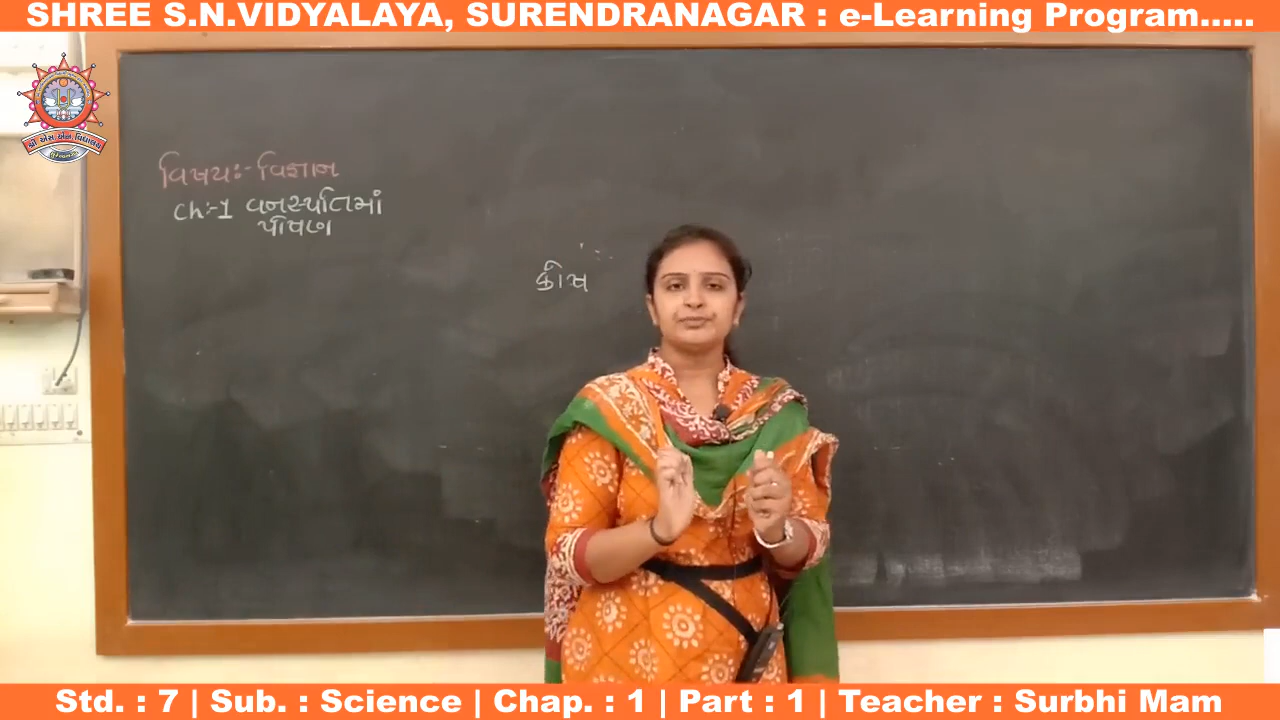 SHREE S.N.VIDYALAYA, SURENDRANAGAR : e-Learning Program.....
વિષયઃ- વિજ્ઞાન
Ch:-1 વનસ્પતિમાં
પોષણ
કોષ
Std. : 7 | Sub. : Science | Chap. : 1 | Part : 1 | Teacher : Surbhi Mam